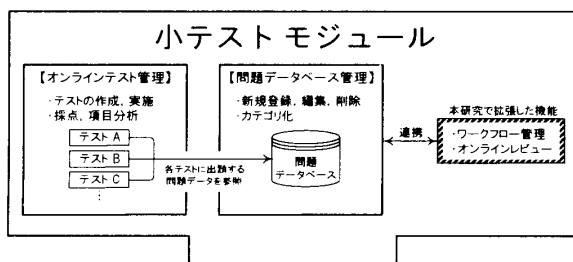 小テスト モジュール
【オンラインテスト管理】
・テストの作成, 実施
・採点, 項目分析
テスト A
テスト B
テスト C
⋮
各テストに出題する
問題データを参照
【問題データベース管理】
・新規登録, 編集, 削除
・カテゴリ化
問題
データベース
連携
本研究で拡張した機能
・ワークフロー管理
・オンラインレビュー